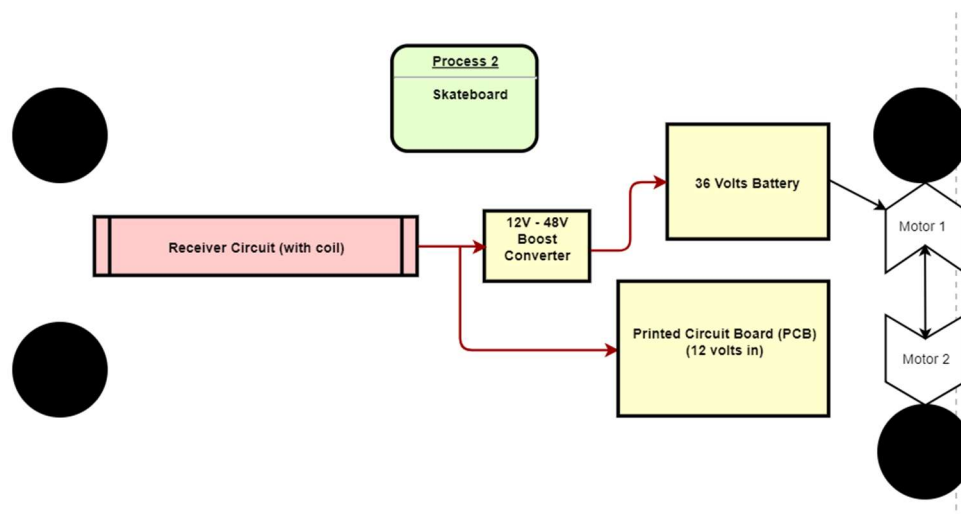 Process 2
Skateboard
36 Volts Battery
12V - 48V
Boost
Converter
Receiver Circuit (with coil)
Motor 1
Printed Circuit Board (PCB)
(12 volts in)
Motor 2